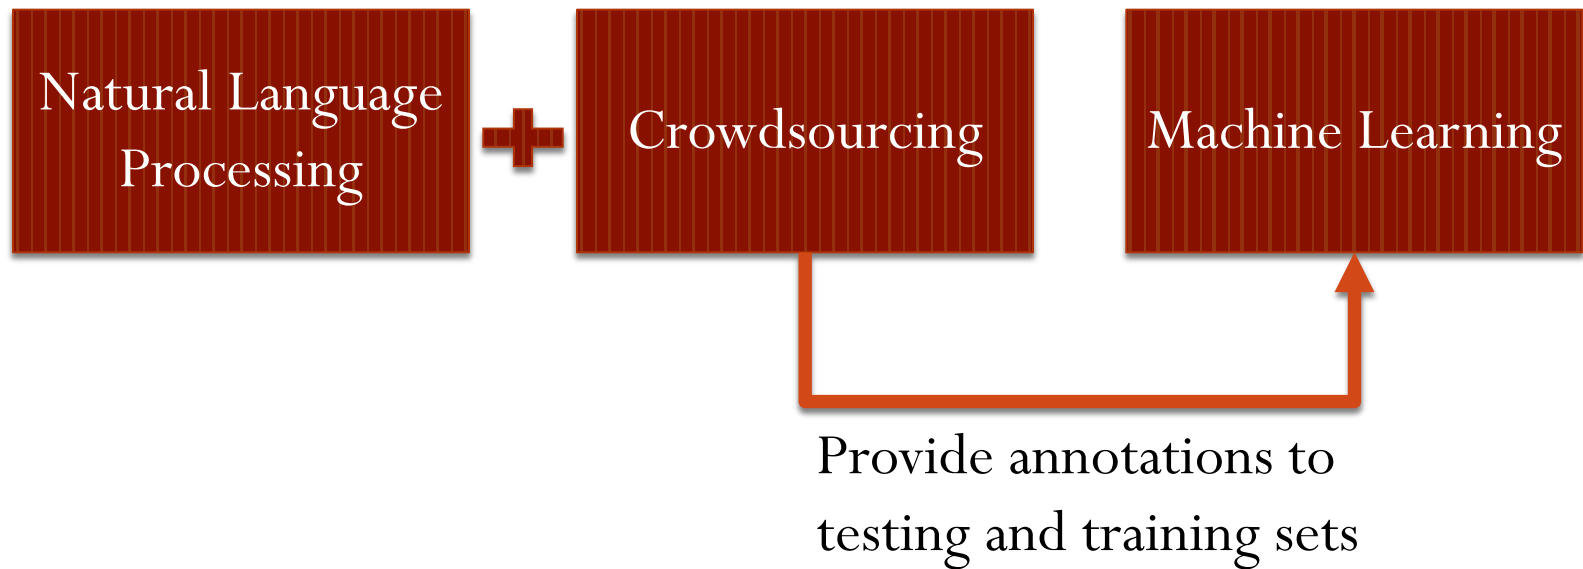 Natural Language
Processing
Crowdsourcing
Machine Learning
Provide annotations to
testing and training sets